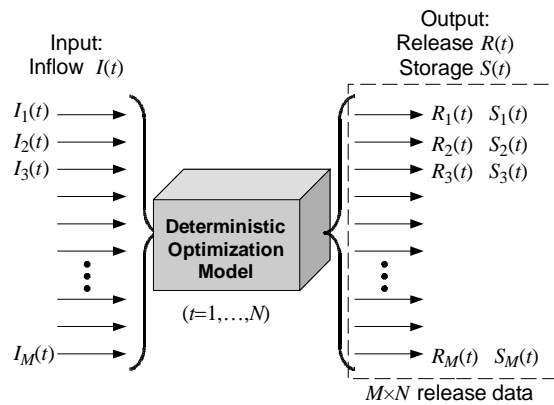 Input:
Inflow I(t)
I1(t)
I2(t)
I3(t)
IM(t)
Deterministic
Optimization
Model
(t=1,…,N)
Output:
Release R(t)
Storage S(t)
R1(t) S1(t)
R2(t) S2(t)
R3(t) S3(t)
RM(t) SM(t)
M×N release data